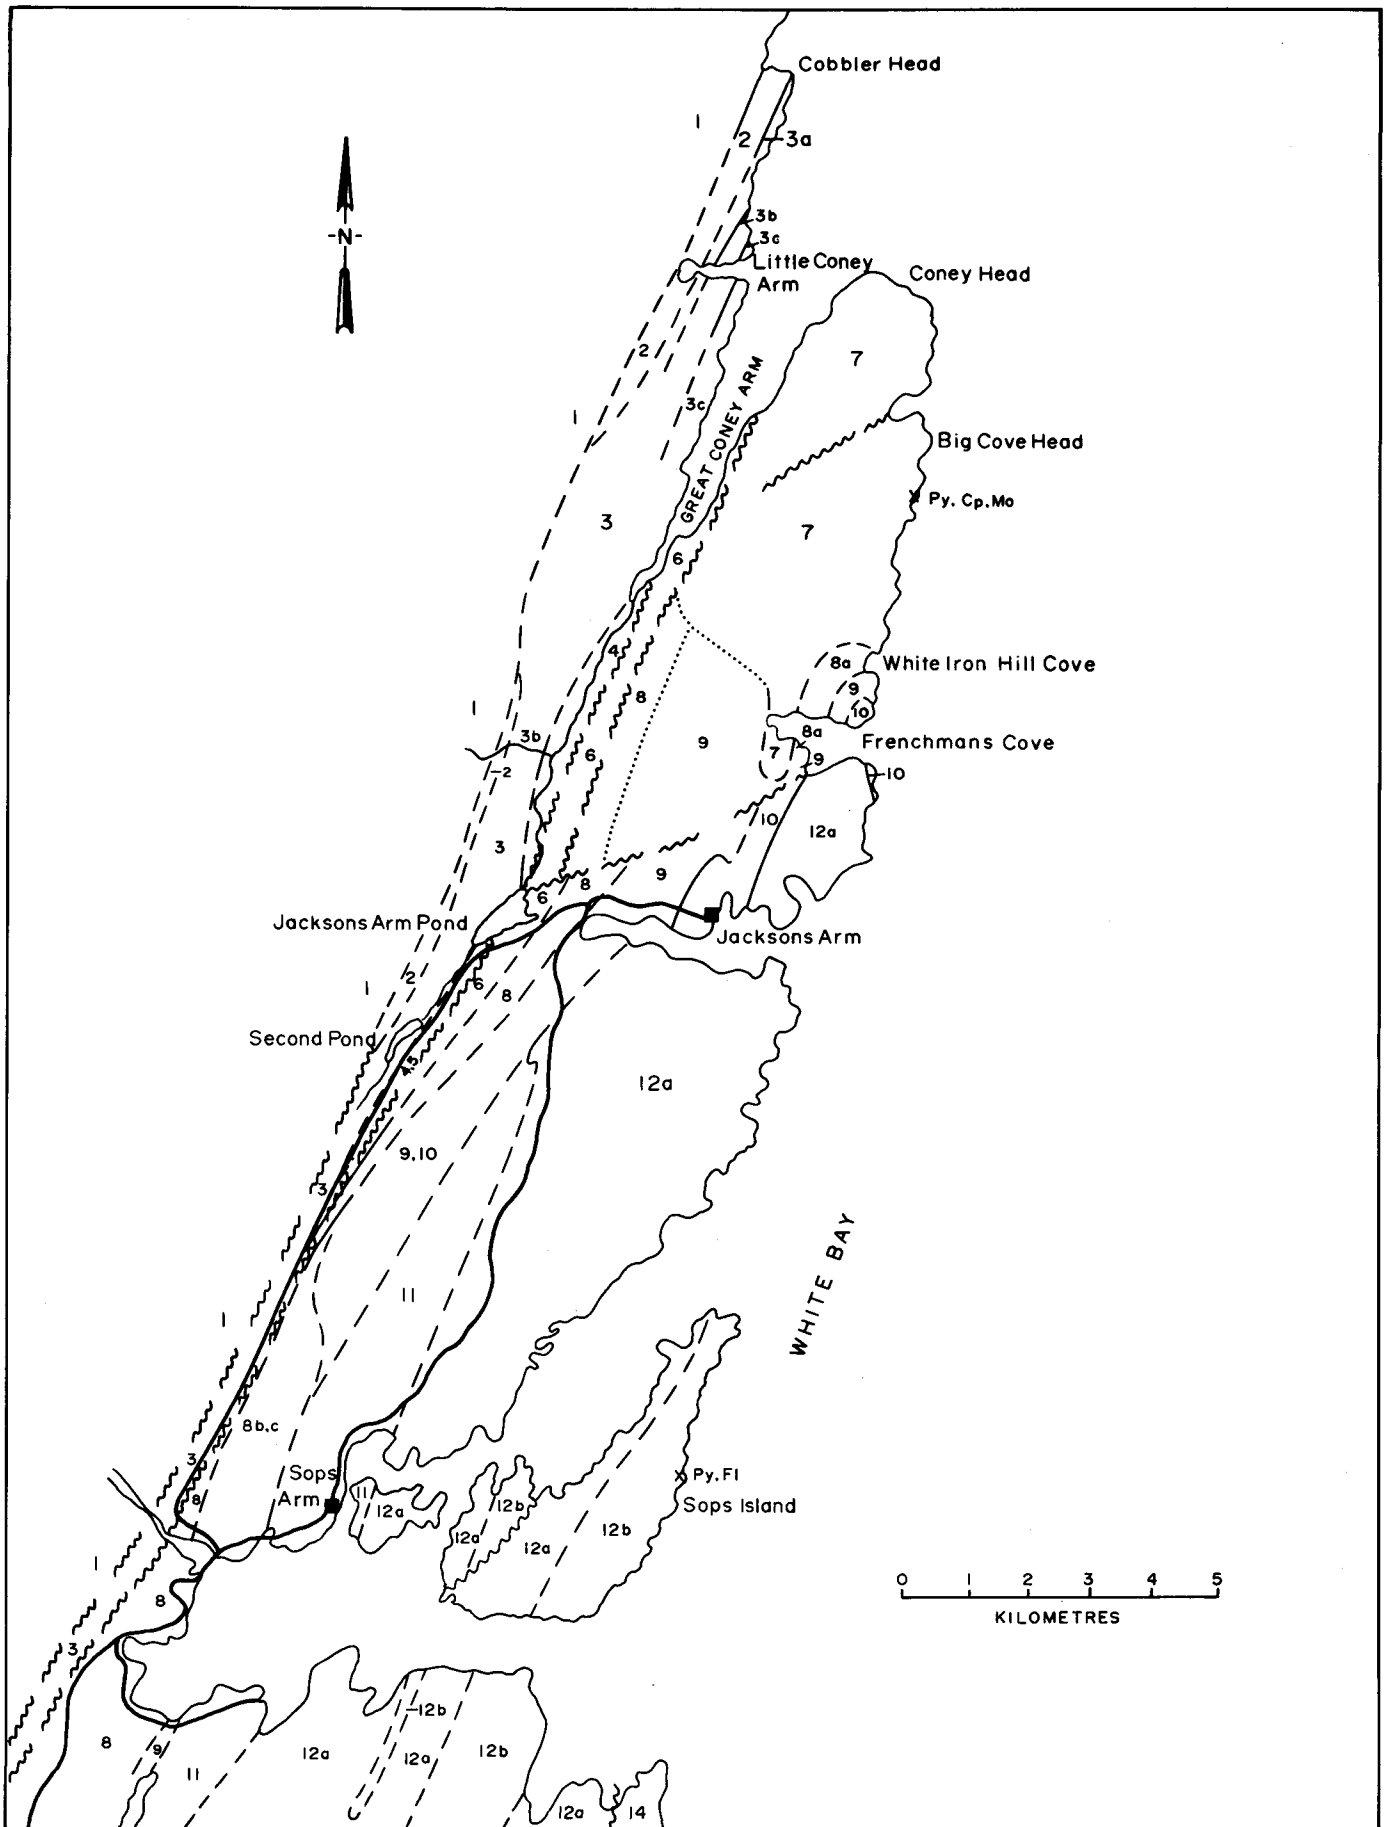 Cobbler Head
1
2
3a
-N-
3b
3c
Little Coney
Arm
Coney Head
2
7
3c
1
GREAT CONEY ARM
Big Cove Head
Py. Cp. Mo
3
7
6
4
8a
White Iron Hill Cove
9
8
10
1
3b
9
8a
Frenchmans Cove
7
6
9
2
10
10
12a
3
9
8
6
Jacksons Arm Pond
Jacksons Arm
2
1
6
8
Second Pond
4,5
12a
9,10
3
WHITE BAY
11
1
8b,c
3
Sops
Arm
Py. Fl
Sops Island
8
11
12a
12b
12a
12a
12b
1
0 1 2 3 4 5
KILOMETRES
8
3
12b
8
9
11
12a
12a
12b
12a
14